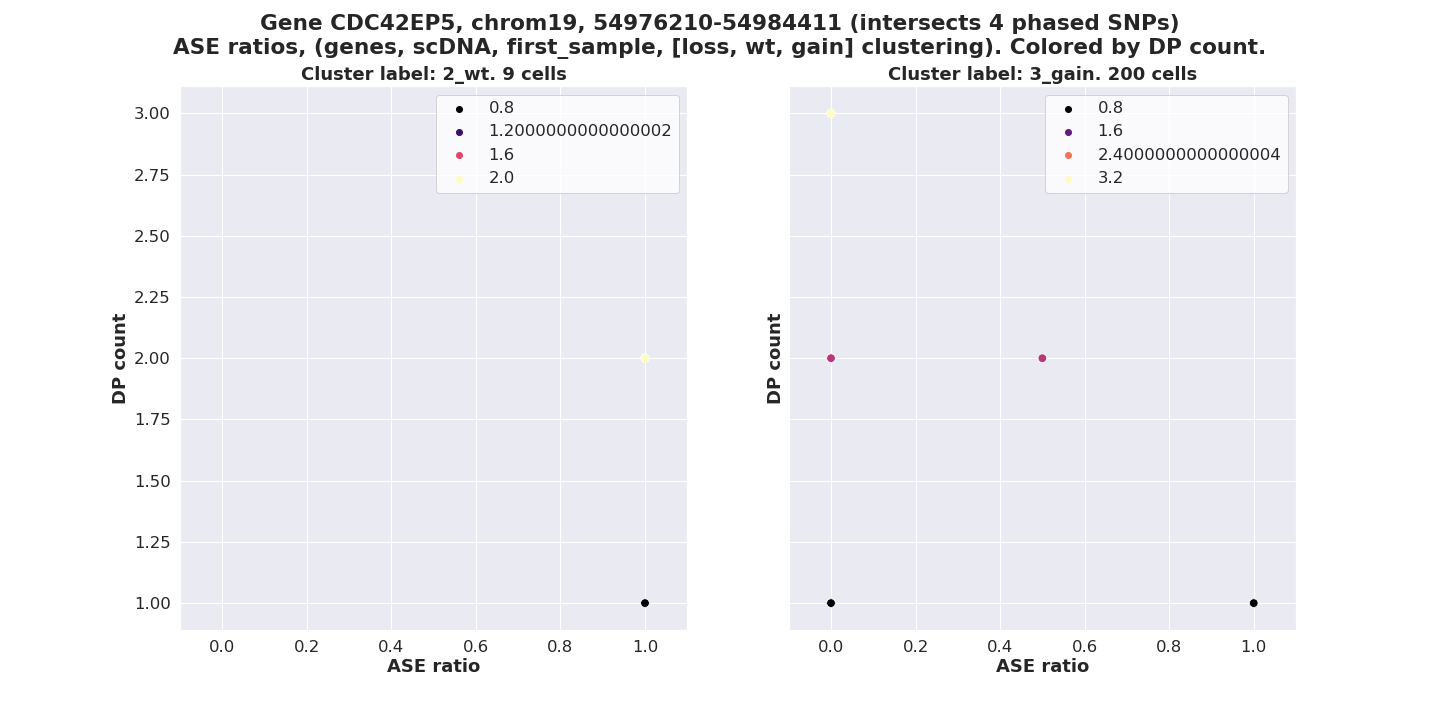 Gene CDC42EP5, chrom19, 54976210-54984411 (intersects 4 phased SNPs)
ASE ratios, (genes, scDNA, first_sample, [loss, wt, gain] clustering). Colored by DP count.
Cluster label: 2_wt. 9 cells
0.8
1.2000000000000002
1.6
2.0
3.00
2.75
2.50
2.25
2.00
1.75
1.50
1.25
1.00
DP count
0.0 0.2 0.4 0.6 0.8 1.0
ASE ratio
Cluster label: 3_gain. 200 cells
0.8
1.6
2.4000000000000004
3.2
DP count
0.0 0.2 0.4 0.6 0.8 1.0
ASE ratio